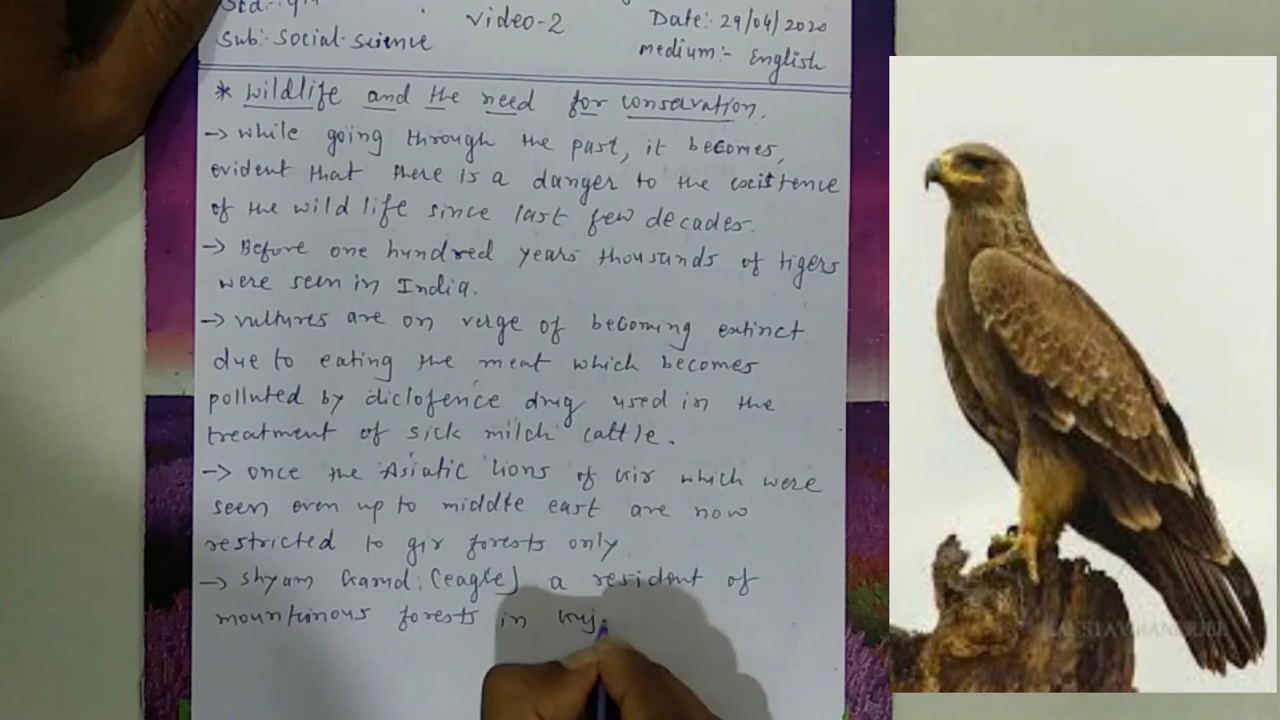 Std:- 9th
Sub:- Social science
Video-2
Date:- 29/04/2020
medium:- English
* Wildlife and the need for conservation.
-> while going through the past, it becomes,
evident that there is a danger to the existence
of the wild life since last few decades.
-> Before one hundred years thousands of tigers
were seen in India.
-> vultures are on verge of becoming extinct
due to eating the meat which becomes
polluted by diclofence drug used in the
treatment of sick milch cattle.
-> once the Asiatic lions of Gir which were
seen even up to middle east are now
restricted to gir forests only
-> Shyam Garud (eagle) a resident of
mountinous forests in Guj